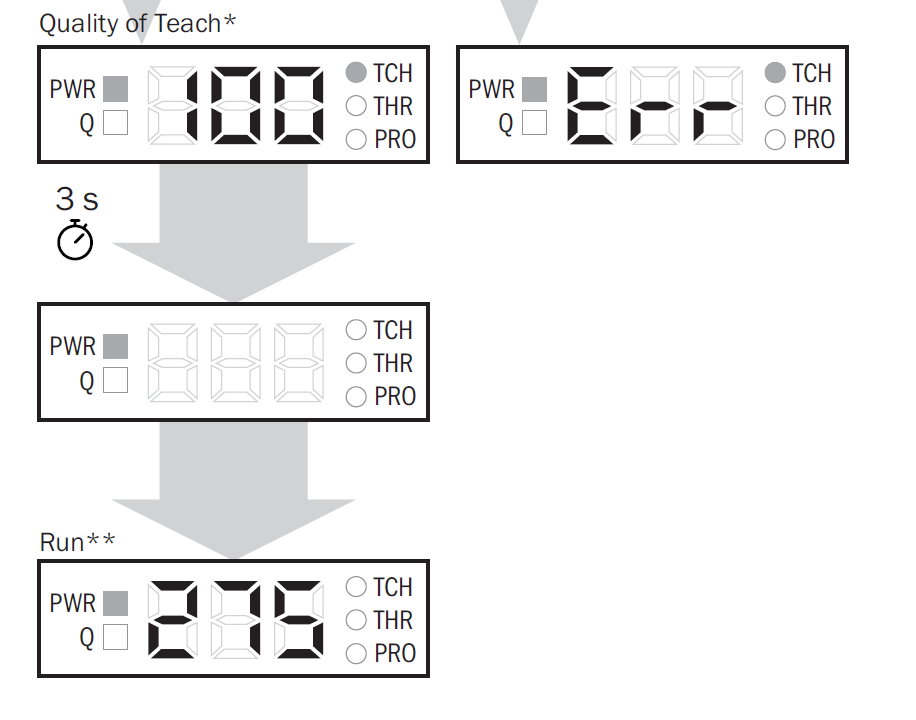 Quality of Teach*
PWR 100 TCH
Q THR
PRO
PWR Err TCH
Q THR
PRO
3 s
PWR TCH
Q THR
PRO
Run**
PWR 275 TCH
Q THR
PRO